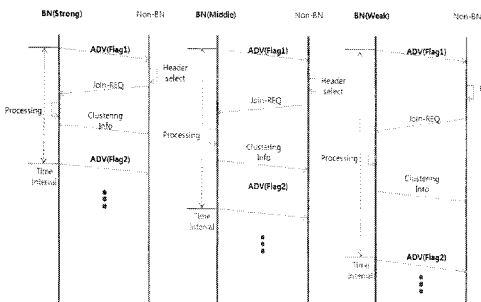 BN(Strong)
Non-BN
ADV(Flag1)
Header
select
Join-REQ
Processing
Clustering
Info
ADV(Flag2)
Time
Interval
BN(Middle)
Non-BN
ADV(Flag1)
Header
select
Join-REQ
Processing
Clustering
Info
ADV(Flag2)
Time
Interval
BN(Weak)
Non-BN
ADV(Flag1)
Join-REQ
Processing
Clustering
Info
ADV(Flag2)
Time
Interval